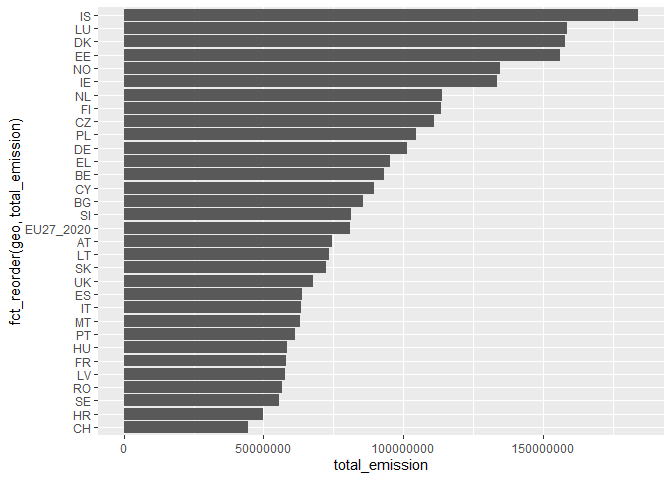 IS
LU
DK
EE
NO
IE
NL
FI
CZ
PL
DE
EL
BE
CY
BG
SI
EU27_2020
AT
LT
SK
UK
ES
IT
MT
PT
HU
FR
LV
RO
SE
HR
CH
fct_reorder(geo, total_emission)
0 50000000 100000000 150000000
total_emission